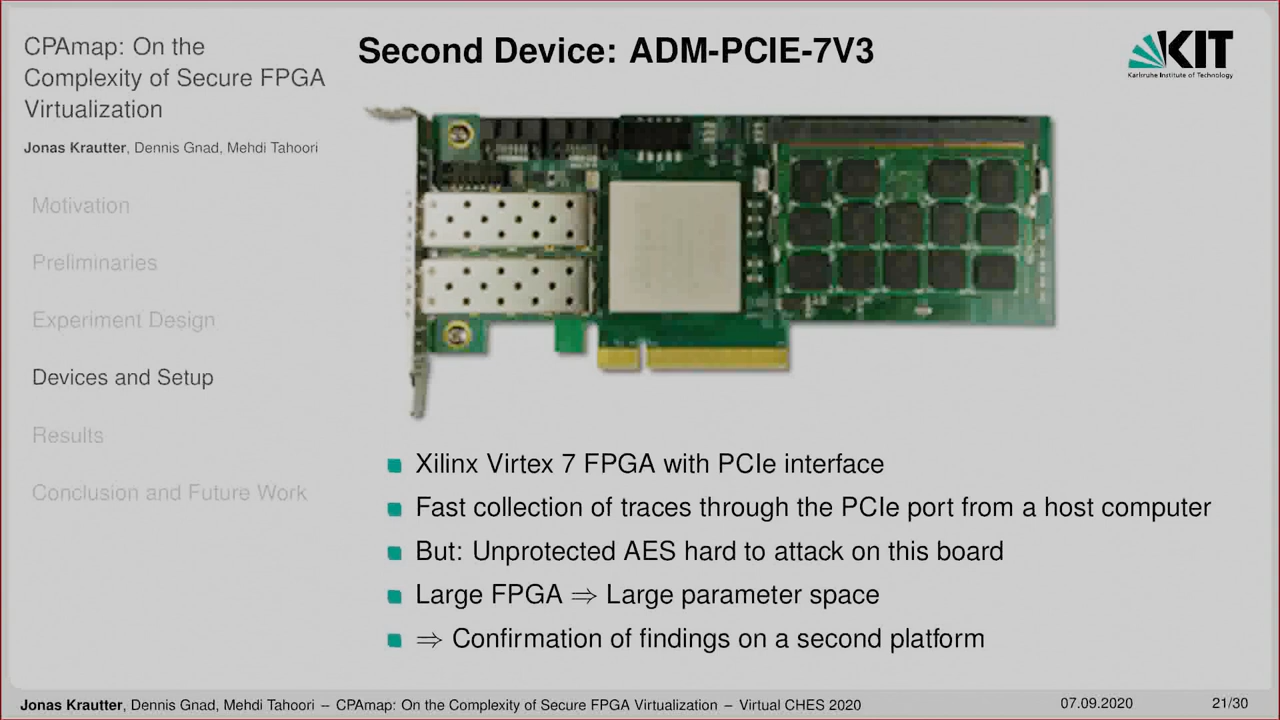 CPAmap: On the
Complexity of Secure FPGA
Virtualization
Jonas Krautter, Dennis Gnad, Mehdi Tahoori
Motivation
Preliminaries
Experiment Design
Devices and Setup
Results
Conclusion and Future Work
Second Device: ADM-PCIE-7V3
KIT
Karlsruhe Institute of Technology
Xilinx Virtex 7 FPGA with PCIe interface
Fast collection of traces through the PCIe port from a host computer
But: Unprotected AES hard to attack on this board
Large FPGA ⇒ Large parameter space
⇒ Confirmation of findings on a second platform
Jonas Krautter, Dennis Gnad, Mehdi Tahoori – CPAmap: On the Complexity of Secure FPGA Virtualization – Virtual CHES 2020
07.09.2020
21/30